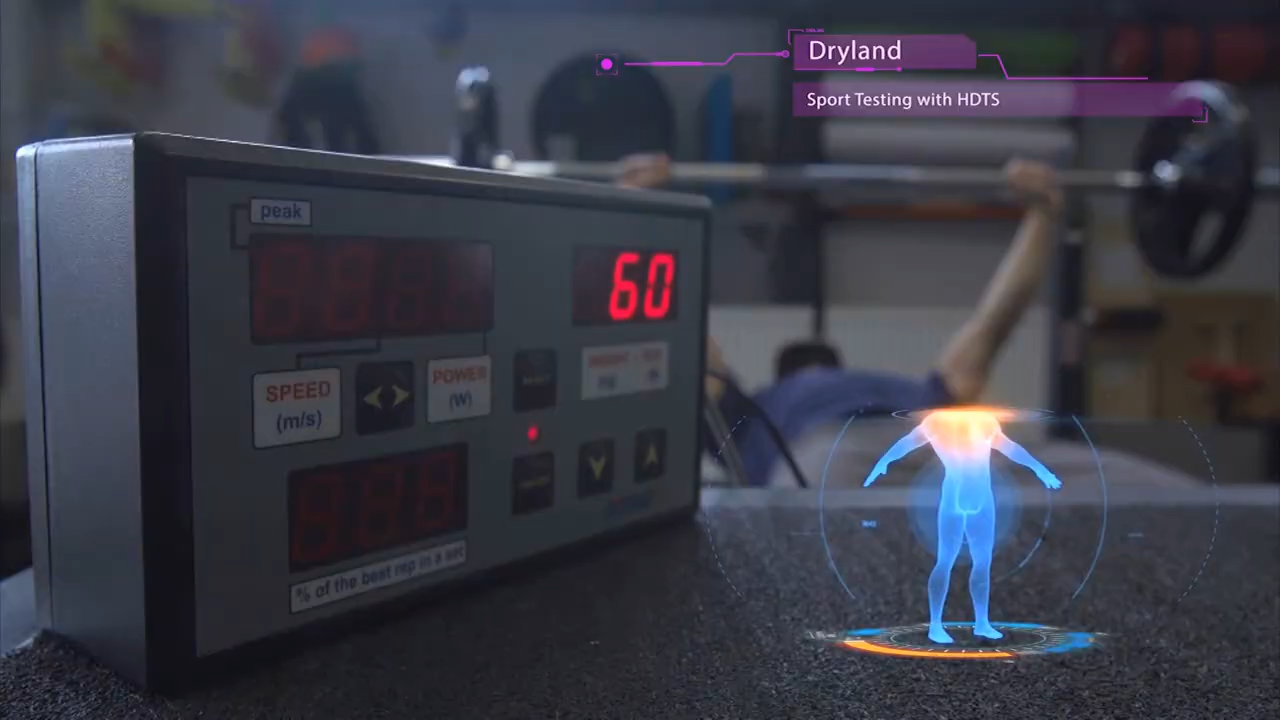 Dryland
Sport Testing with HDTS
peak
60
SPEED
(m/s)
POWER
(W)
% of the best rep in a set